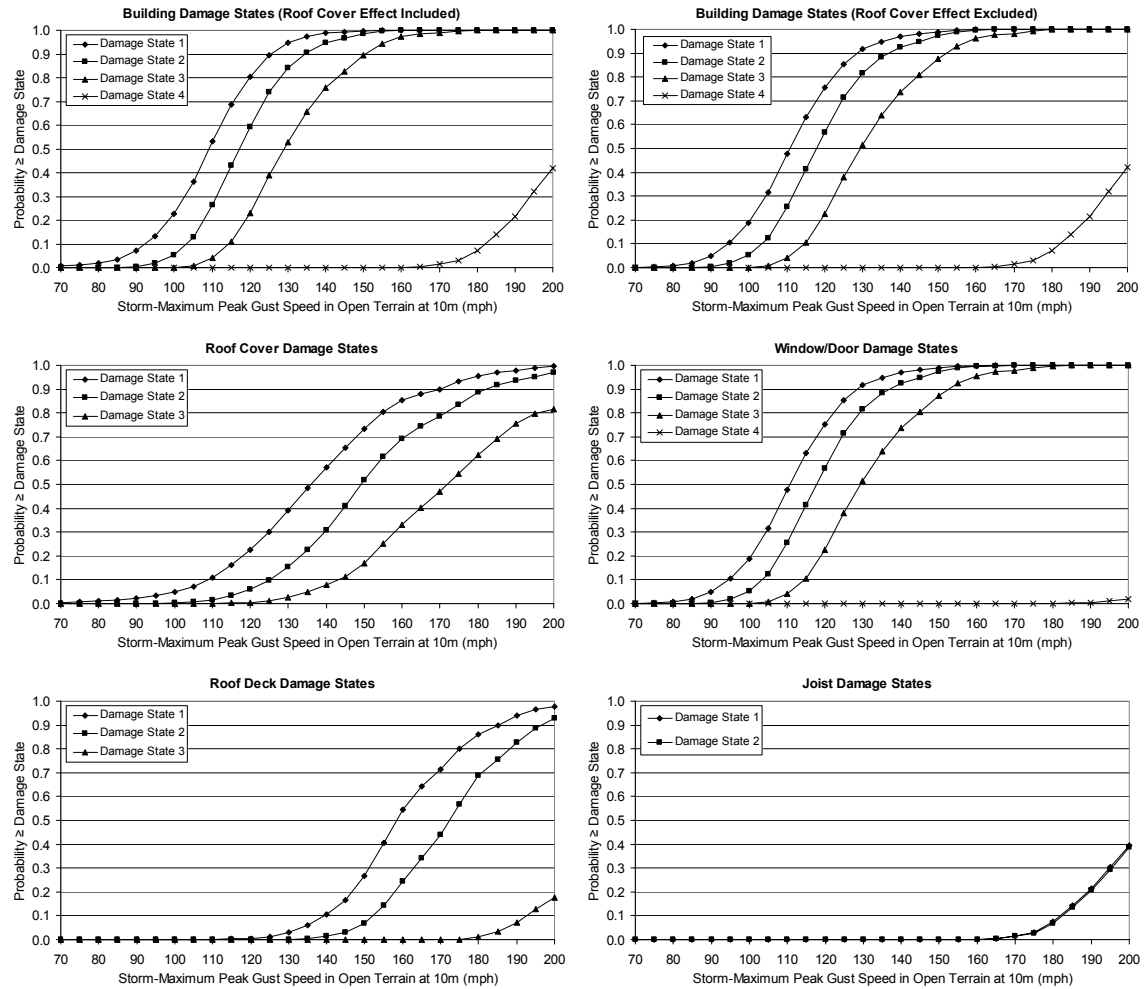 Building Damage States (Roof Cover Effect Included)
Probability ≥ Damage State
1.0
0.9
0.8
0.7
0.6
0.5
0.4
0.3
0.2
0.1
0.0
Damage State 1
Damage State 2
Damage State 3
Damage State 4
70 80 90 100 110 120 130 140 150 160 170 180 190 200
Storm-Maximum Peak Gust Speed in Open Terrain at 10m (mph)
Building Damage States (Roof Cover Effect Excluded)
Probability ≥ Damage State
1.0
0.9
0.8
0.7
0.6
0.5
0.4
0.3
0.2
0.1
0.0
Damage State 1
Damage State 2
Damage State 3
Damage State 4
70 80 90 100 110 120 130 140 150 160 170 180 190 200
Storm-Maximum Peak Gust Speed in Open Terrain at 10m (mph)
Roof Cover Damage States
Probability ≥ Damage State
1.0
0.9
0.8
0.7
0.6
0.5
0.4
0.3
0.2
0.1
0.0
Damage State 1
Damage State 2
Damage State 3
70 80 90 100 110 120 130 140 150 160 170 180 190 200
Storm-Maximum Peak Gust Speed in Open Terrain at 10m (mph)
Window/Door Damage States
Probability ≥ Damage State
1.0
0.9
0.8
0.7
0.6
0.5
0.4
0.3
0.2
0.1
0.0
Damage State 1
Damage State 2
Damage State 3
Damage State 4
70 80 90 100 110 120 130 140 150 160 170 180 190 200
Storm-Maximum Peak Gust Speed in Open Terrain at 10m (mph)
Roof Deck Damage States
Probability ≥ Damage State
1.0
0.9
0.8
0.7
0.6
0.5
0.4
0.3
0.2
0.1
0.0
Damage State 1
Damage State 2
Damage State 3
70 80 90 100 110 120 130 140 150 160 170 180 190 200
Storm-Maximum Peak Gust Speed in Open Terrain at 10m (mph)
Joist Damage States
Probability ≥ Damage State
1.0
0.9
0.8
0.7
0.6
0.5
0.4
0.3
0.2
0.1
0.0
Damage State 1
Damage State 2
70 80 90 100 110 120 130 140 150 160 170 180 190 200
Storm-Maximum Peak Gust Speed in Open Terrain at 10m (mph)